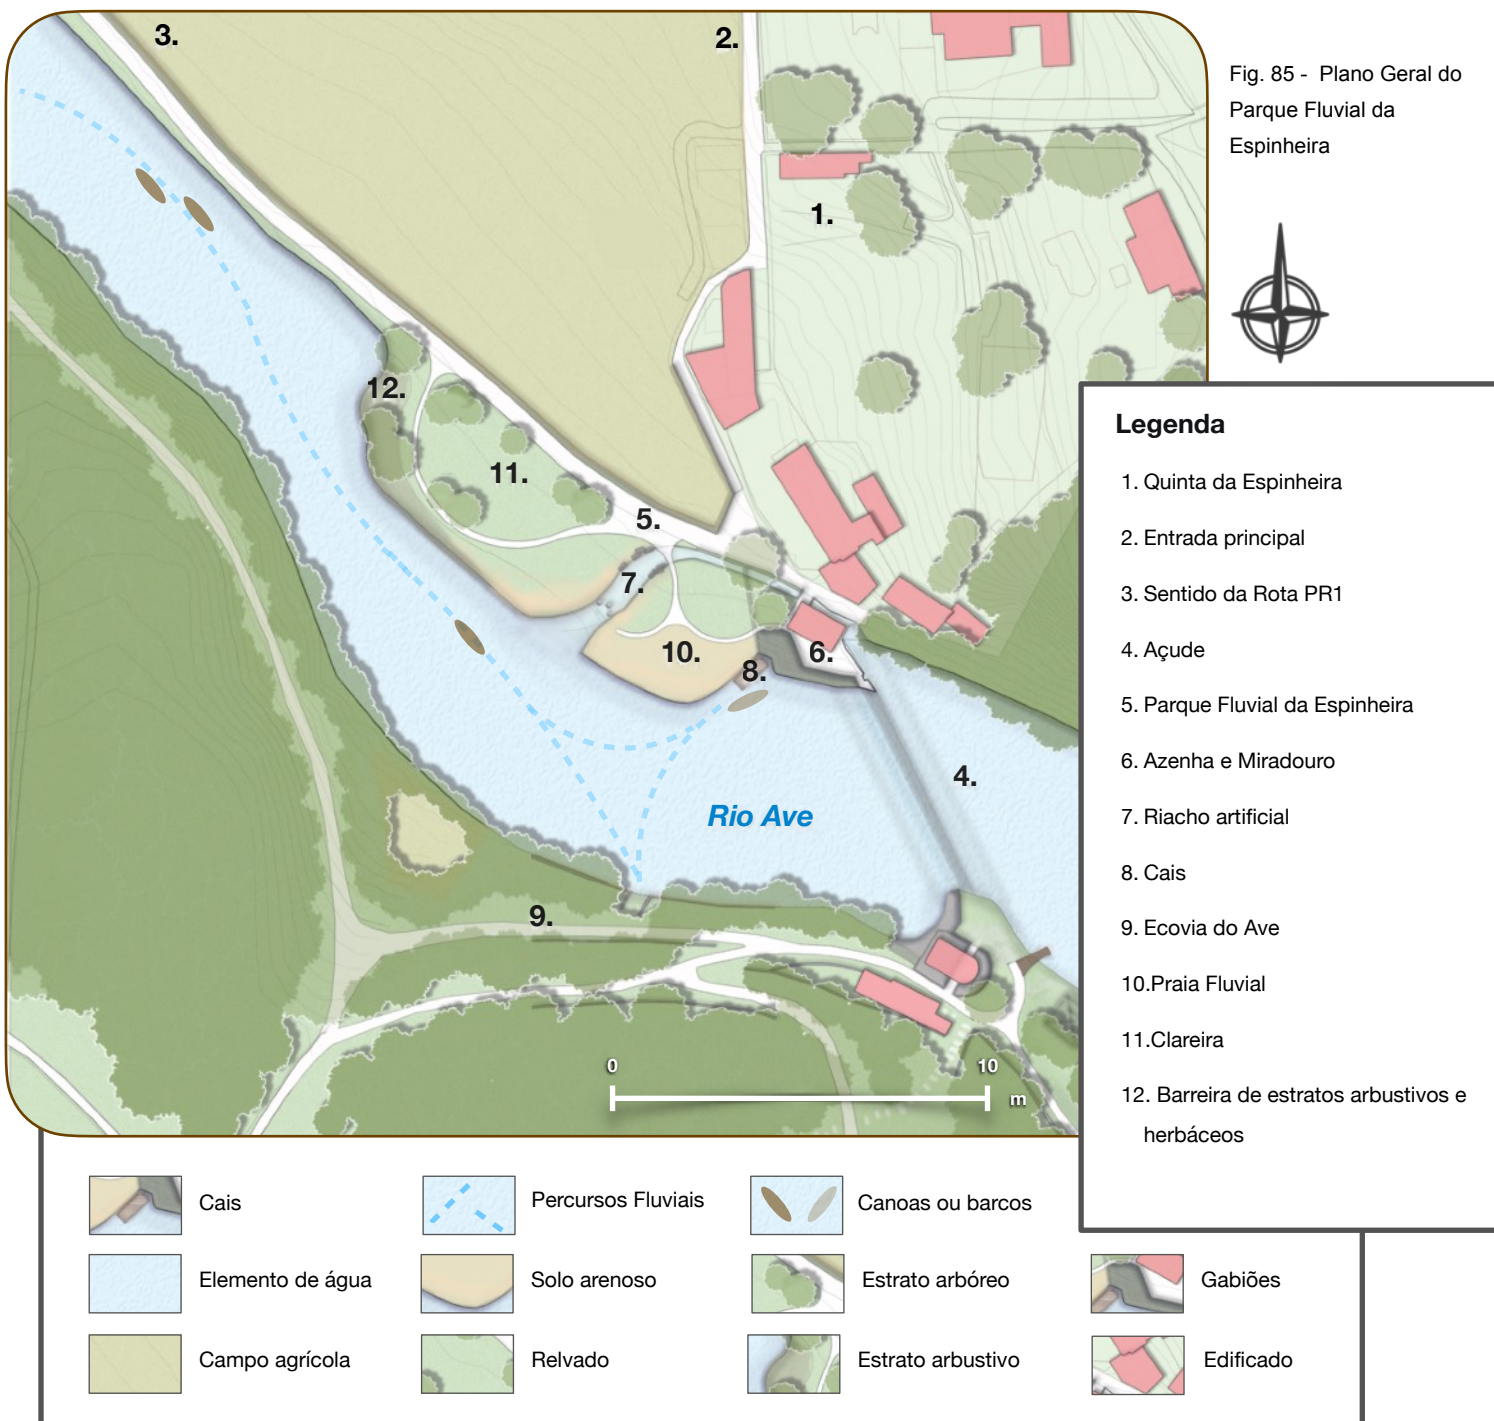 3.
2.
Fig. 85 - Plano Geral do
Parque Fluvial da
Espinheira
1.
12.
11.
5.
7.
10.
6.
8.
4.
Rio Ave
9.
0
10
m
Legenda
1. Quinta da Espinheira
2. Entrada principal
3. Sentido da Rota PR1
4. Açude
5. Parque Fluvial da Espinheira
6. Azenha e Miradouro
7. Riacho artificial
8. Cais
9. Ecovia do Ave
10.Praia Fluvial
11.Clareira
12. Barreira de estratos arbustivos e
herbáceos
Cais
Percursos Fluviais
Canoas ou barcos
Elemento de água
Solo arenoso
Estrato arbóreo
Gabiões
Campo agrícola
Relvado
Estrato arbustivo
Edificado